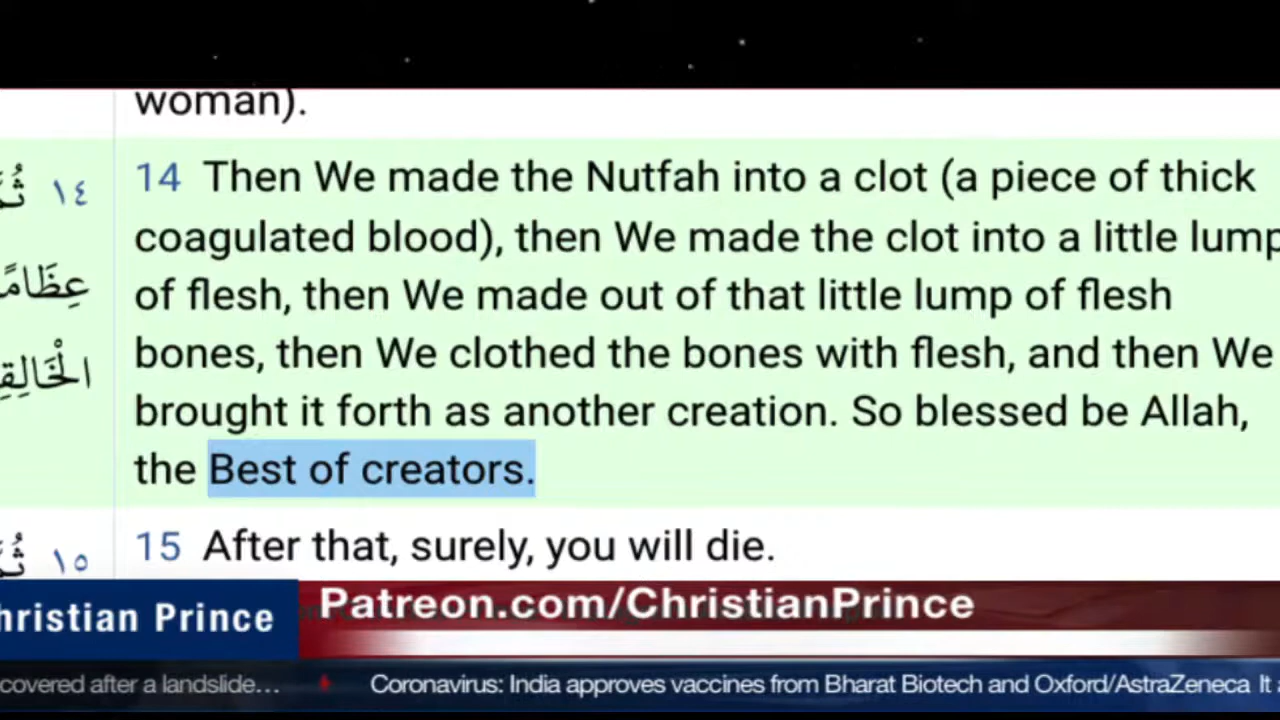 woman).
١٤
14 Then We made the Nutfah into a clot (a piece of thick
coagulated blood), then We made the clot into a little lump
عِظَامًا
of flesh, then We made out of that little lump of flesh
bones, then We clothed the bones with flesh, and then We
brought it forth as another creation. So blessed be Allah,
the Best of creators.
١٥
15 After that, surely, you will die.
hristian Prince
Patreon.com/ChristianPrince
covered after a landslide...
Coronavirus: India approves vaccines from Bharat Biotech and Oxford/AstraZeneca It